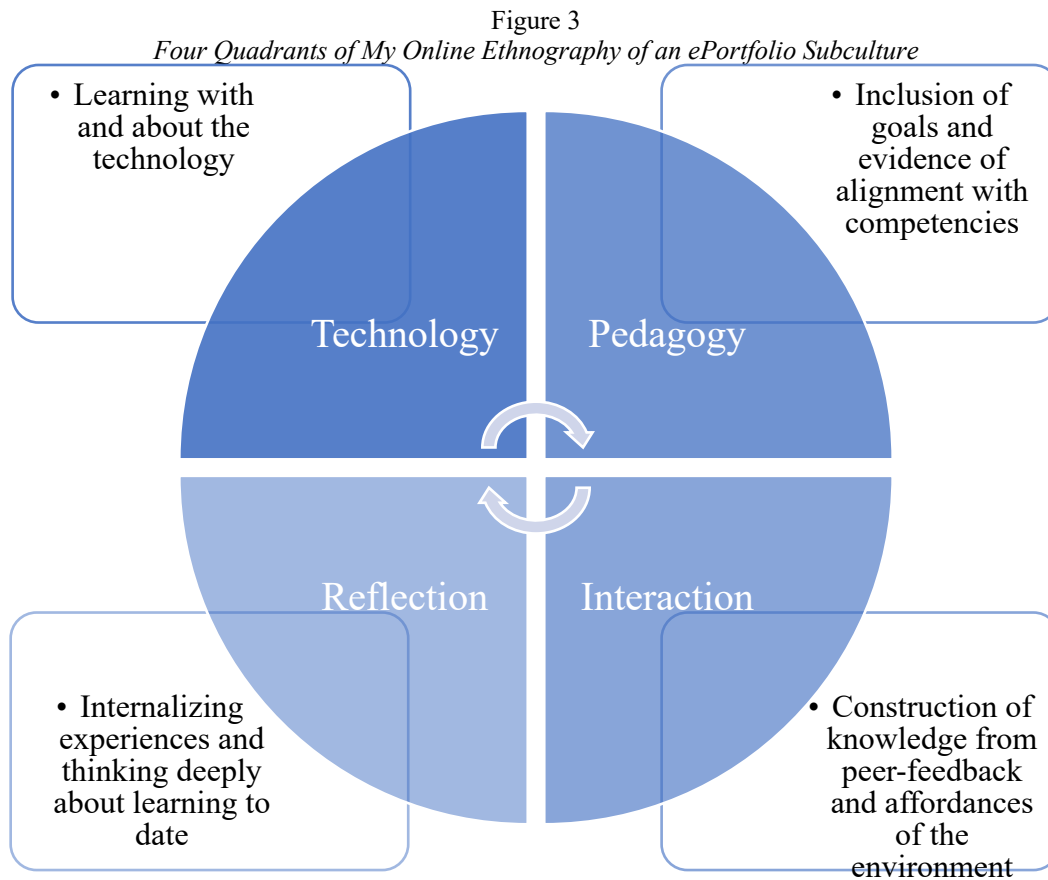 Figure 3
Four Quadrants of My Online Ethnography of an ePortfolio Subculture
• Learning with
and about the
technology
• Inclusion of
goals and
evidence of
alignment with
competencies
Technology
Pedagogy
Reflection
Interaction
• Internalizing
experiences and
thinking deeply
about learning to
date
• Construction of
knowledge from
peer-feedback
and affordances
of the
environment